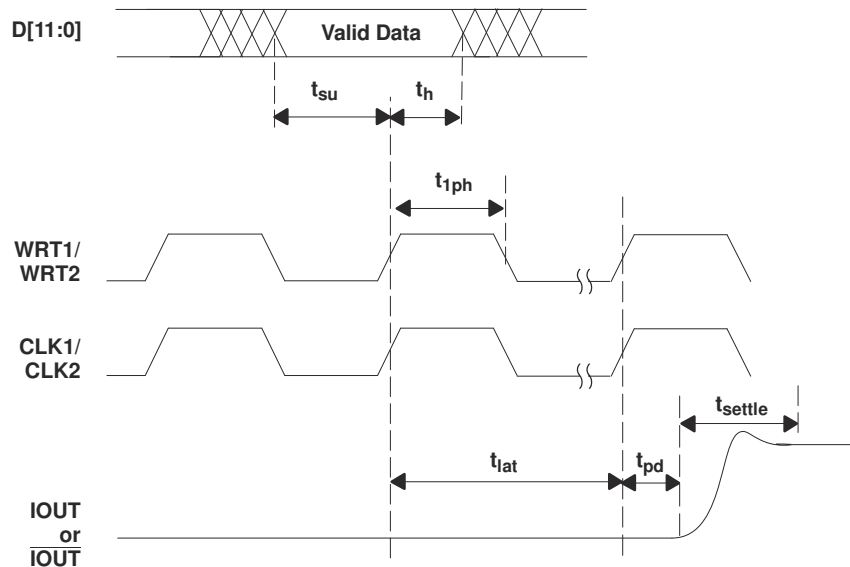 D[11:0]
Valid Data
tsu
th
t1ph
WRT1/
WRT2
CLK1/
CLK2
tsettle
tlat
tpd
IOUT
or
IOUT